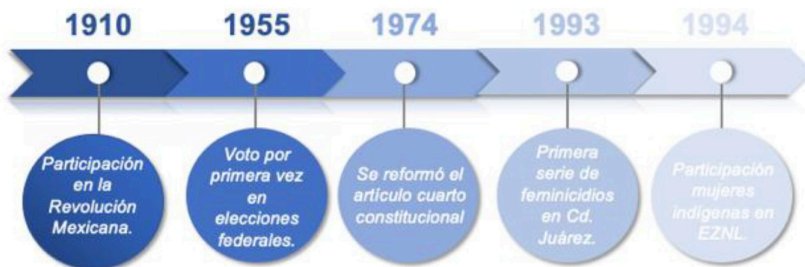 1910
1955
1974
1993
1994
Participación
en la
Revolución
Mexicana.
Voto por
primera vez
en
elecciones
federales.
Se reformó el
artículo cuarto
constitucional
Primera
serie de
feminicidios
en Cd.
Juárez.
Participación
mujeres
indígenas en
EZNL.